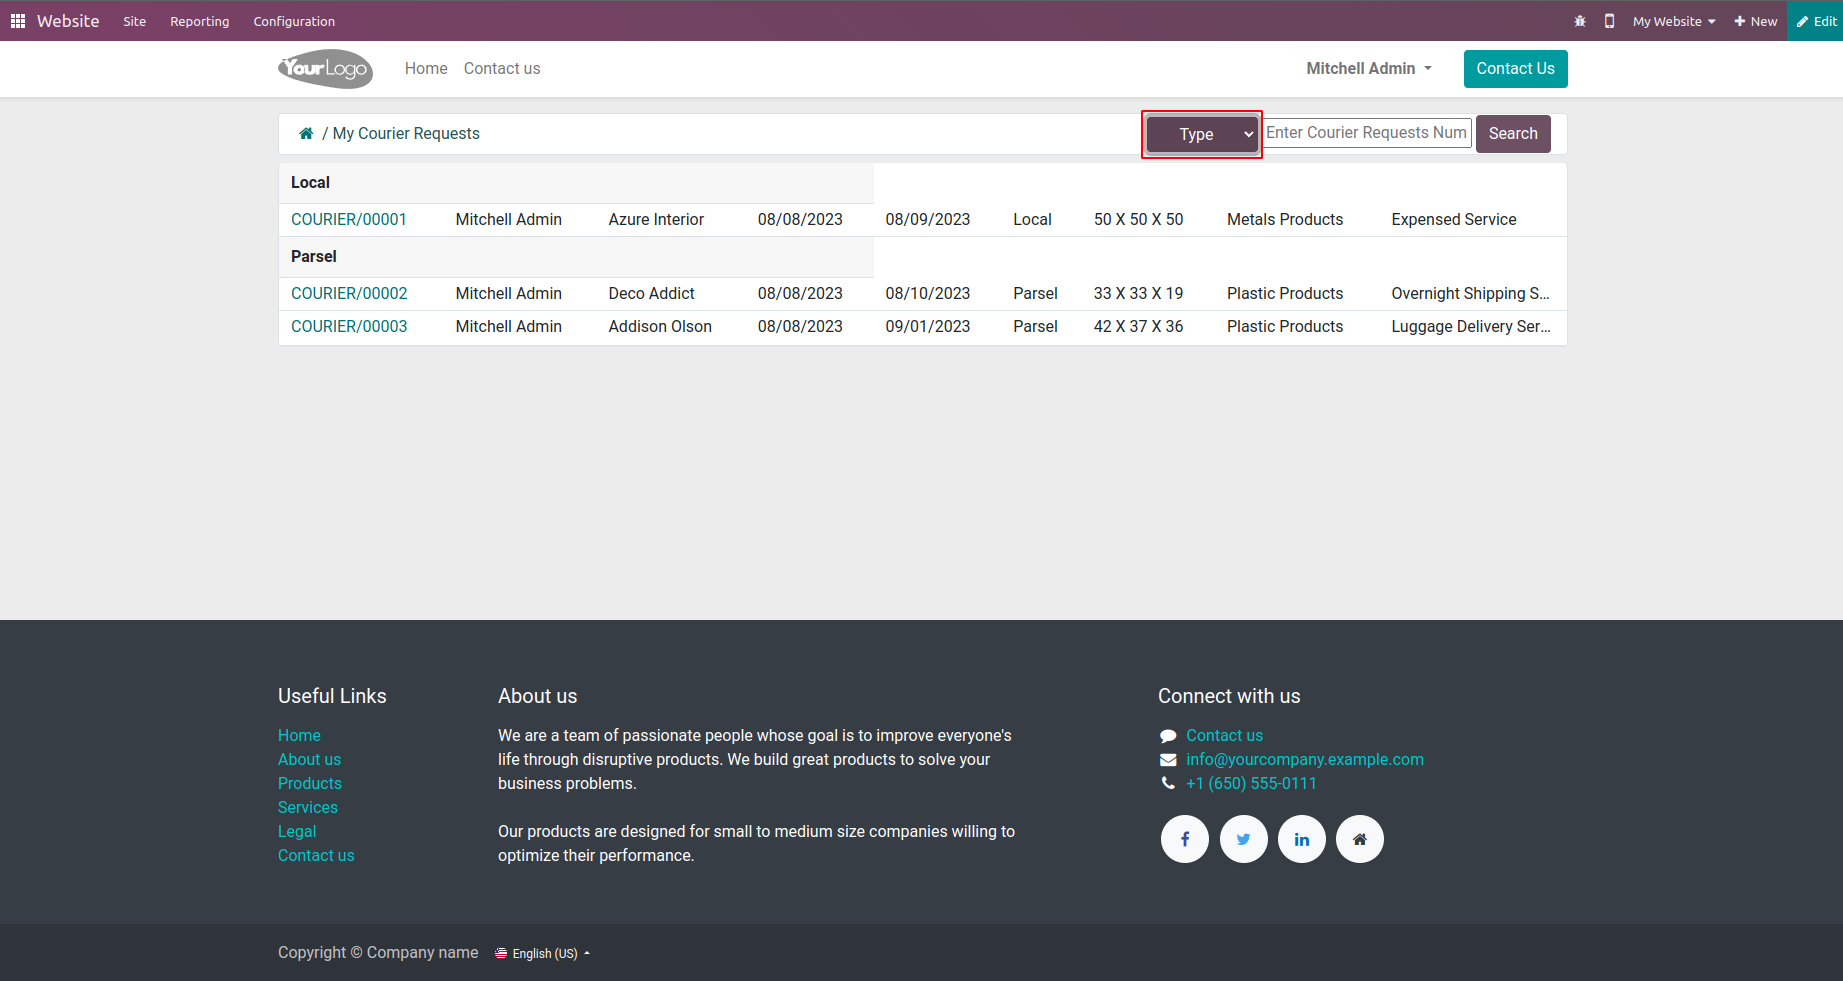 Website Site Reporting Configuration My Website New Edit
YourLogo Home Contact us Mitchell Admin Contact Us
/ My Courier Requests Type Enter Courier Requests Num Search
Local
COURIER/00001 Mitchell Admin Azure Interior 08/08/2023 08/09/2023 Local 50 X 50 X 50 Metals Products Expensed Service
Parsel
COURIER/00002 Mitchell Admin Deco Addict 08/08/2023 08/10/2023 Parsel 33 X 33 X 19 Plastic Products Overnight Shipping S...
COURIER/00003 Mitchell Admin Addison Olson 08/08/2023 09/01/2023 Parsel 42 X 37 X 36 Plastic Products Luggage Delivery Ser...
Useful Links
Home
About us
Products
Services
Legal
Contact us
About us
We are a team of passionate people whose goal is to improve everyone's
life through disruptive products. We build great products to solve your
business problems.
Our products are designed for small to medium size companies willing to
optimize their performance.
Connect with us
Contact us
info@yourcompany.example.com
+1 (650) 555-0111
Copyright © Company name English (US)